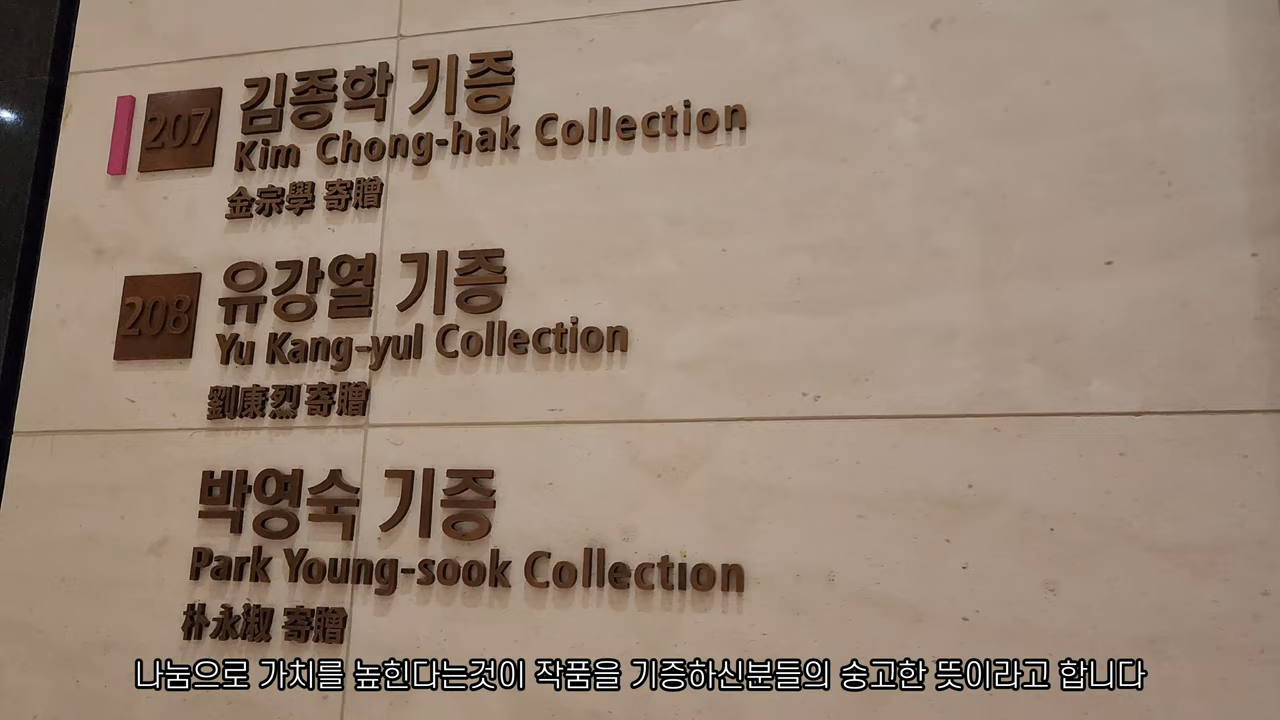 207
김종학 기증
Kim Chong-hak Collection
金宗學 寄贈
208
유강열 기증
Yu Kang-yul Collection
劉康烈 寄贈
박영숙 기증
Park Young-sook Collection
朴永淑 寄贈
나눔으로 가치를 높힌다는것이 작품을 기증하신분들의 숭고한 뜻이라고 합니다